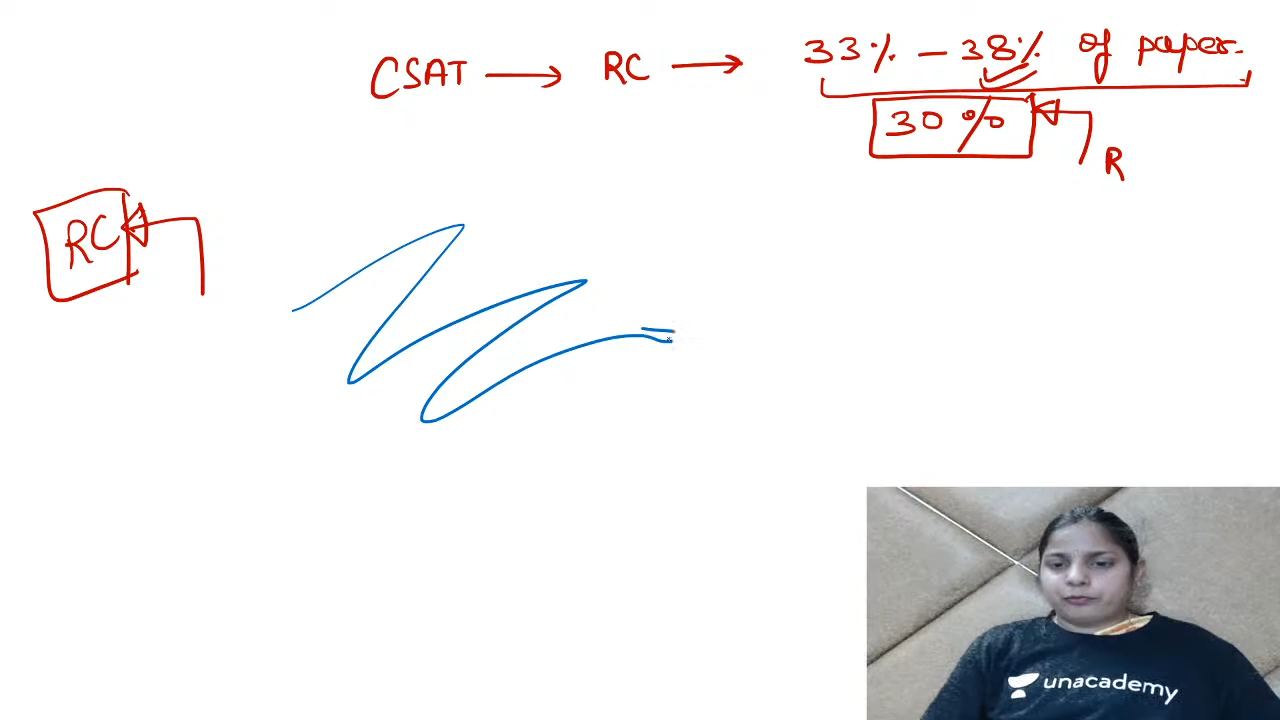 CSAT → RC → 33% – 38% of paper.
30%
R
RC
unacademy